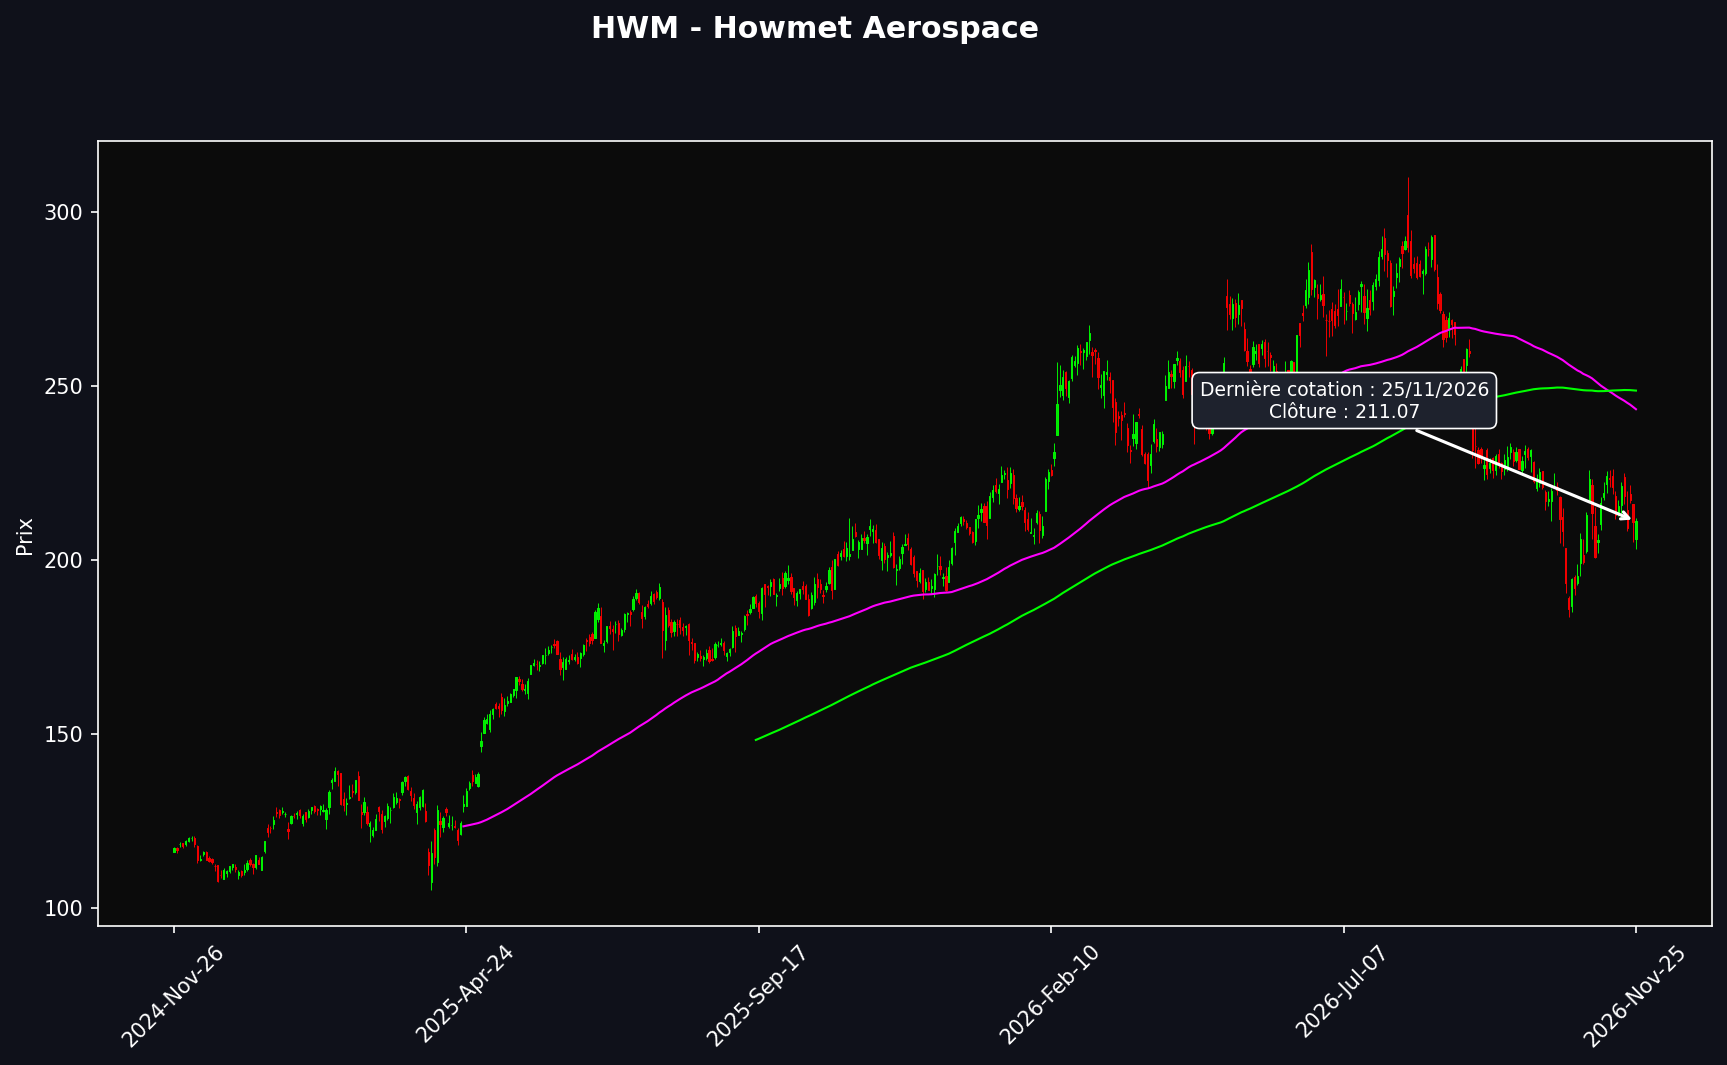 HWM - Howmet Aerospace
Prix
300
250
200
150
100
Dernière cotation : 25/11/2026
Clôture : 211.07
2024-Nov-26
2025-Apr-24
2025-Sep-17
2026-Feb-10
2026-Jul-07
2026-Nov-25